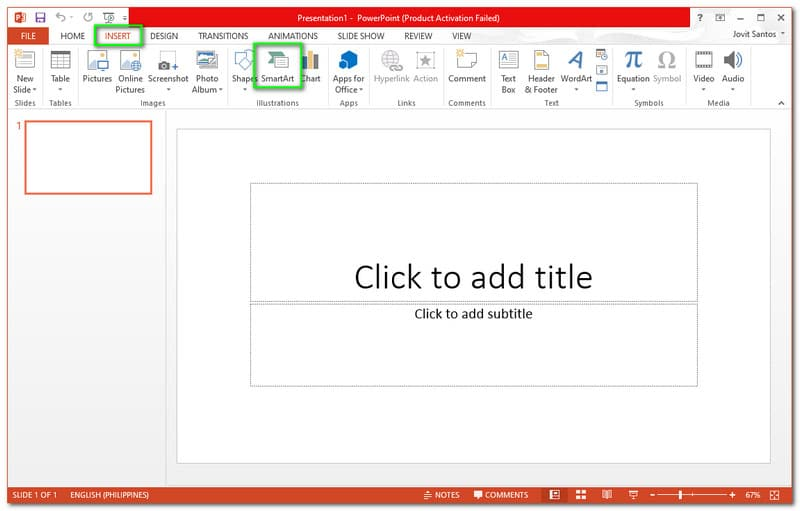 Presentation1 - PowerPoint (Product Activation Failed)
FILE HOME INSERT DESIGN TRANSITIONS ANIMATIONS SLIDE SHOW REVIEW VIEW Jovit Santos
New Slide Table Pictures Online Pictures Screenshot Photo Album Shapes SmartArt Chart Apps for Office Hyperlink Action Comment Text Box Header & Footer WordArt Equation Symbol Video Audio
Slides Tables Images Illustrations Apps Links Comments Text Symbols Media
1
Click to add title
Click to add subtitle
SLIDE 1 OF 1 ENGLISH (PHILIPPINES) NOTES COMMENTS 67%